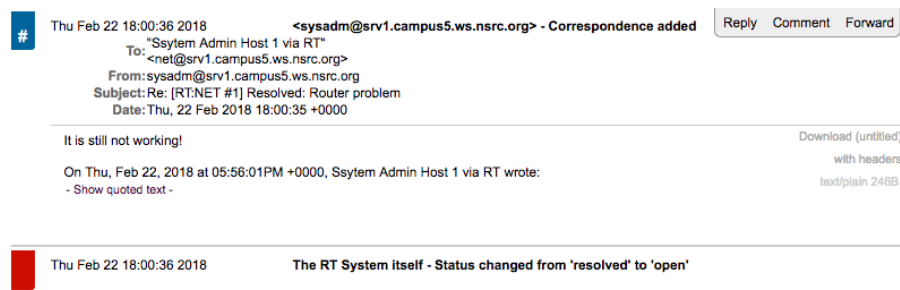 # Thu Feb 22 18:00:36 2018 <sysadm@srv1.campus5.ws.nsrc.org> - Correspondence added Reply Comment Forward
To: "Ssytem Admin Host 1 via RT"
<net@srv1.campus5.ws.nsrc.org>
From: sysadm@srv1.campus5.ws.nsrc.org
Subject: Re: [RT:NET #1] Resolved: Router problem
Date: Thu, 22 Feb 2018 18:00:35 +0000
It is still not working! Download (untitled)
with headers
On Thu, Feb 22, 2018 at 05:56:01PM +0000, Ssytem Admin Host 1 via RT wrote:
- Show quoted text - text/plain 246B
Thu Feb 22 18:00:36 2018 The RT System itself - Status changed from 'resolved' to 'open'